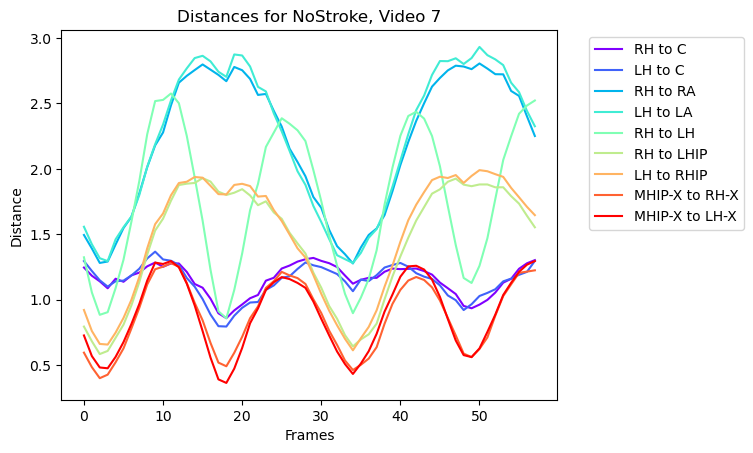 Distances for NoStroke, Video 7
3.0
2.5
2.0
1.5
1.0
0.5
Distance
0
10
20
30
40
50
Frames
RH to C
LH to C
RH to RA
LH to LA
RH to LH
RH to LHIP
LH to RHIP
MHIP-X to RH-X
MHIP-X to LH-X